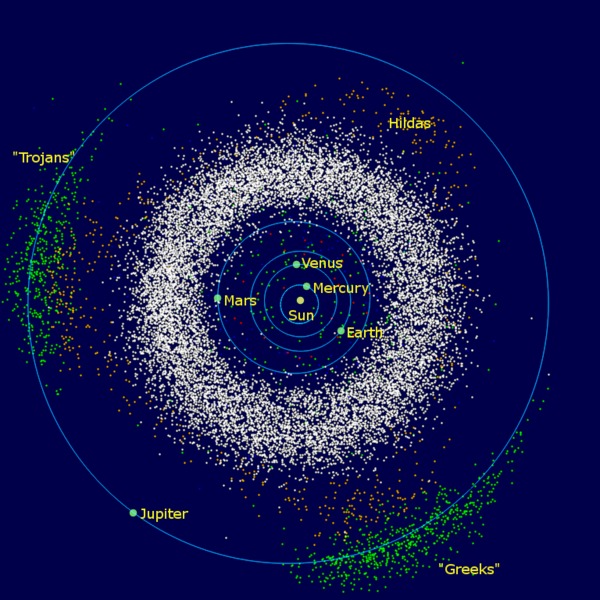 Hildas
"Trojans"
Venus
Mercury
Mars
Sun
Earth
Jupiter
"Greeks"